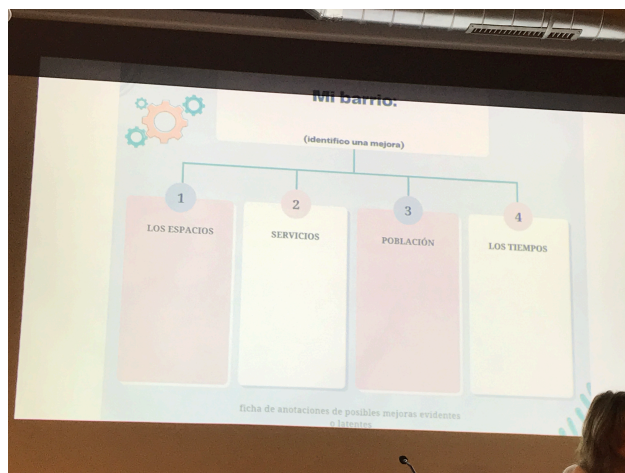 Mi barrio:
(identifico una mejora)
1
2
3
4
LOS ESPACIOS
SERVICIOS
POBLACIÓN
LOS TIEMPOS
ficha de anotaciones de posibles mejoras evidentes
o latentes